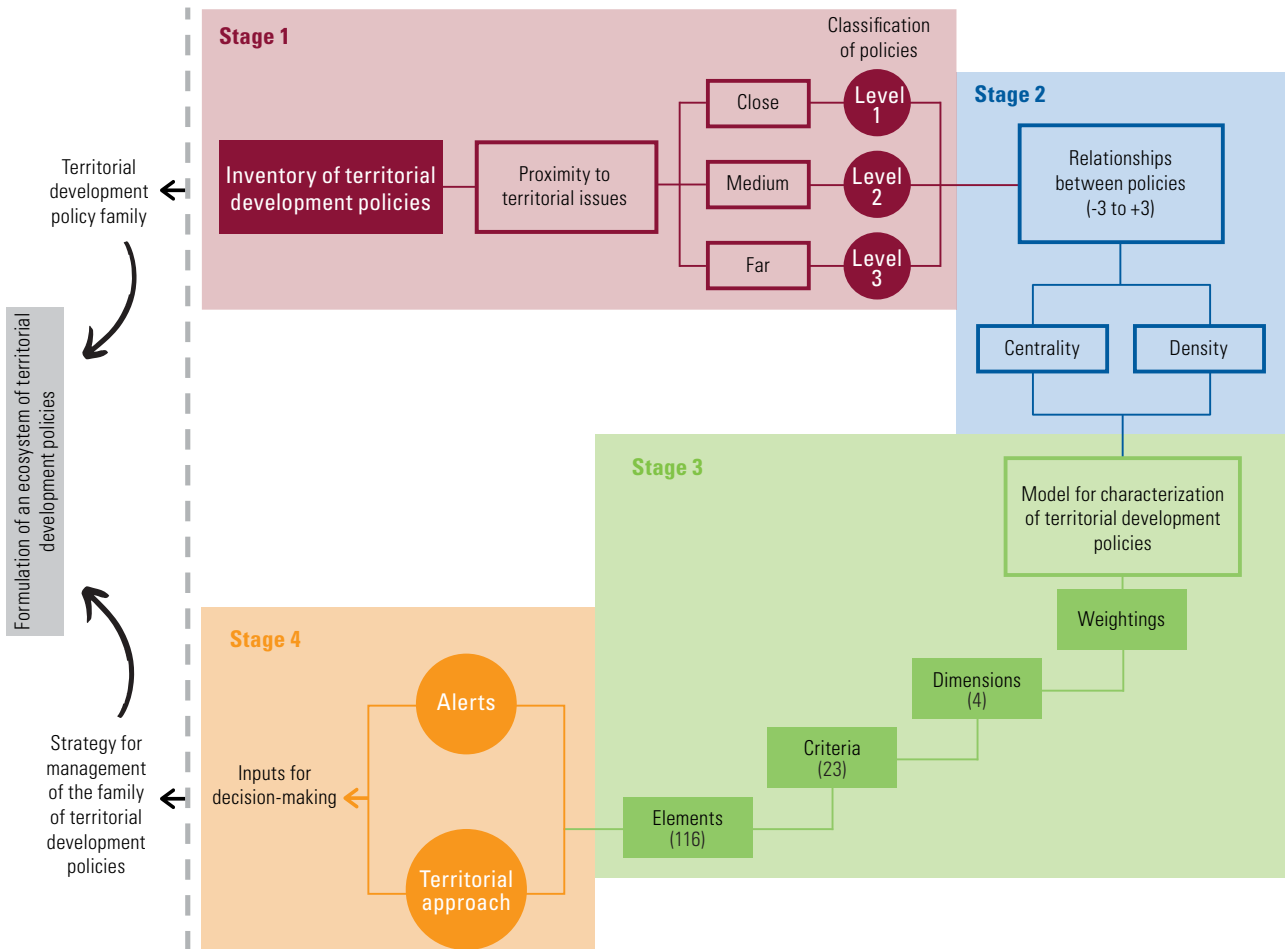 Stage 1
Classification
of policies
Close
Level
1
Inventory of territorial
development policies
Proximity to
territorial issues
Medium
Level
2
Far
Level
3
Stage 2
Relationships
between policies
(-3 to +3)
Centrality
Density
Stage 3
Model for characterization
of territorial development
policies
Weightings
Dimensions
(4)
Criteria
(23)
Elements
(116)
Stage 4
Alerts
Territorial
approach
Inputs for
decision-making
Territorial
development
policy family
Formulation of an ecosystem of territorial
development policies
Strategy for
management
of the family
of territorial
development
policies